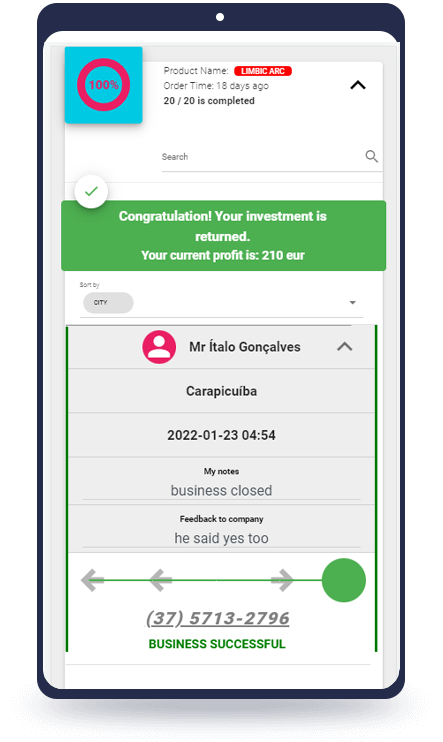 100%
Product Name: LIMBIC ARC
Order Time: 18 days ago
20 / 20 is completed
Search
Congratulation! Your investment is
returned.
Your current profit is: 210 eur
Sort by
CITY
Mr Ítalo Gonçalves
Carapicuíba
2022-01-23 04:54
My notes
business closed
Feedback to company
he said yes too
(37) 5713-2796
BUSINESS SUCCESSFUL